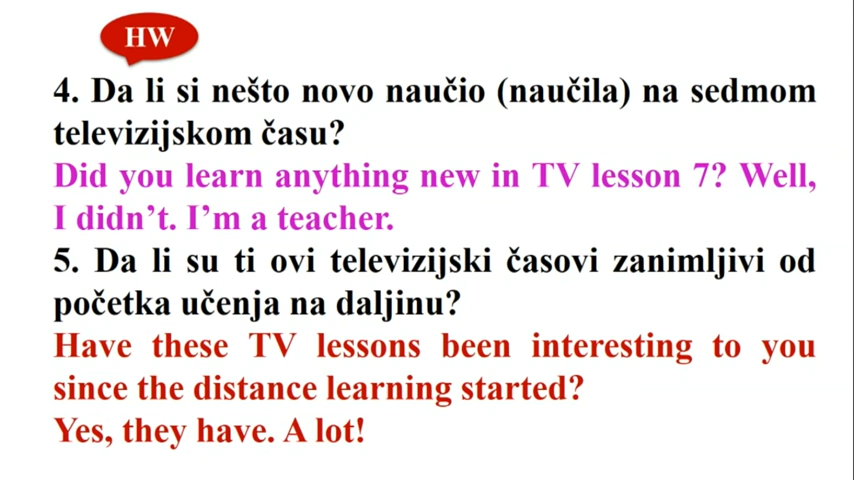 HW
4. Da li si nešto novo naučio (naučila) na sedmom
televizijskom času?
Did you learn anything new in TV lesson 7? Well,
I didn’t. I’m a teacher.
5. Da li su ti ovi televizijski časovi zanimljivi od
početka učenja na daljinu?
Have these TV lessons been interesting to you
since the distance learning started?
Yes, they have. A lot!